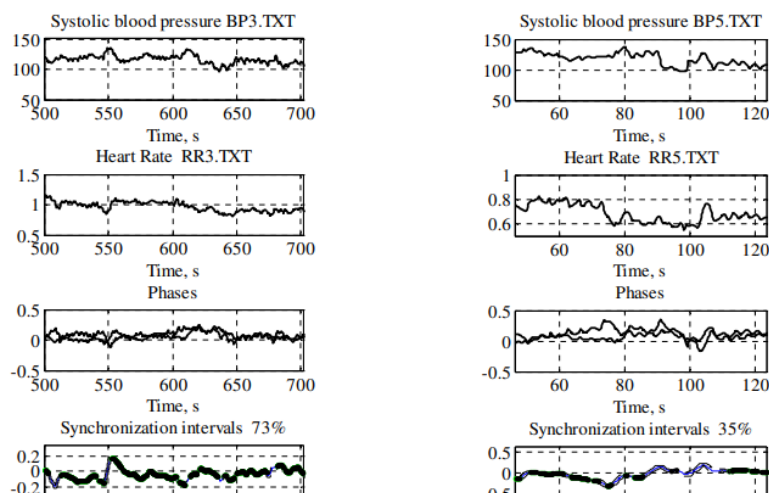 Systolic blood pressure BP3.TXT
150
100
50
500 550 600 650 700
Time, s
Heart Rate RR3.TXT
1.5
1
0.5
500 550 600 650 700
Time, s
Phases
0.5
0
-0.5
500 550 600 650 700
Time, s
Synchronization intervals 73%
0.2
0
-0.2
Systolic blood pressure BP5.TXT
150
100
50
60 80 100 120
Time, s
Heart Rate RR5.TXT
1
0.8
0.6
60 80 100 120
Time, s
Phases
0.5
0
-0.5
60 80 100 120
Time, s
Synchronization intervals 35%
0.5
0
-0.5